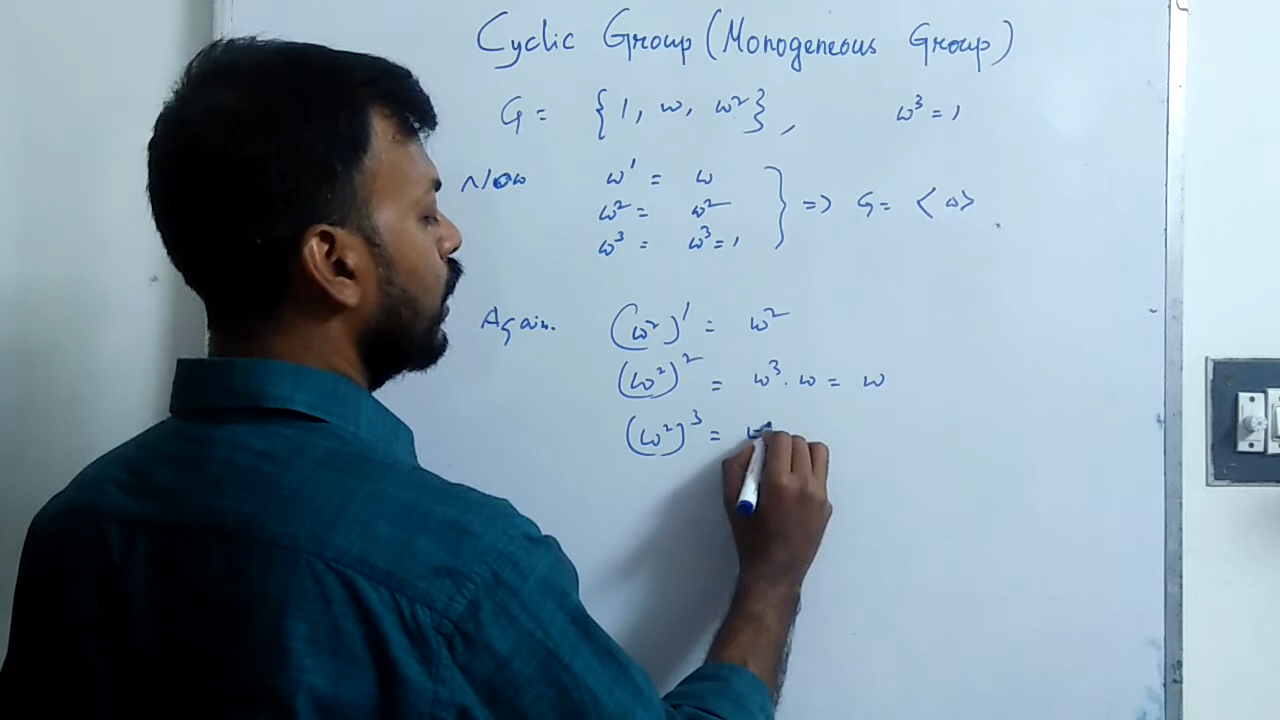 Cyclic Group (Monogeneous Group)
G = {1, ω, ω²}, ω³ = 1
Now ω¹ = ω
ω² = ω² } => G = <ω>
ω³ = ω³ = 1
Again. (ω²)¹ = ω²
(ω²)² = ω³. ω = ω
(ω²)³ =